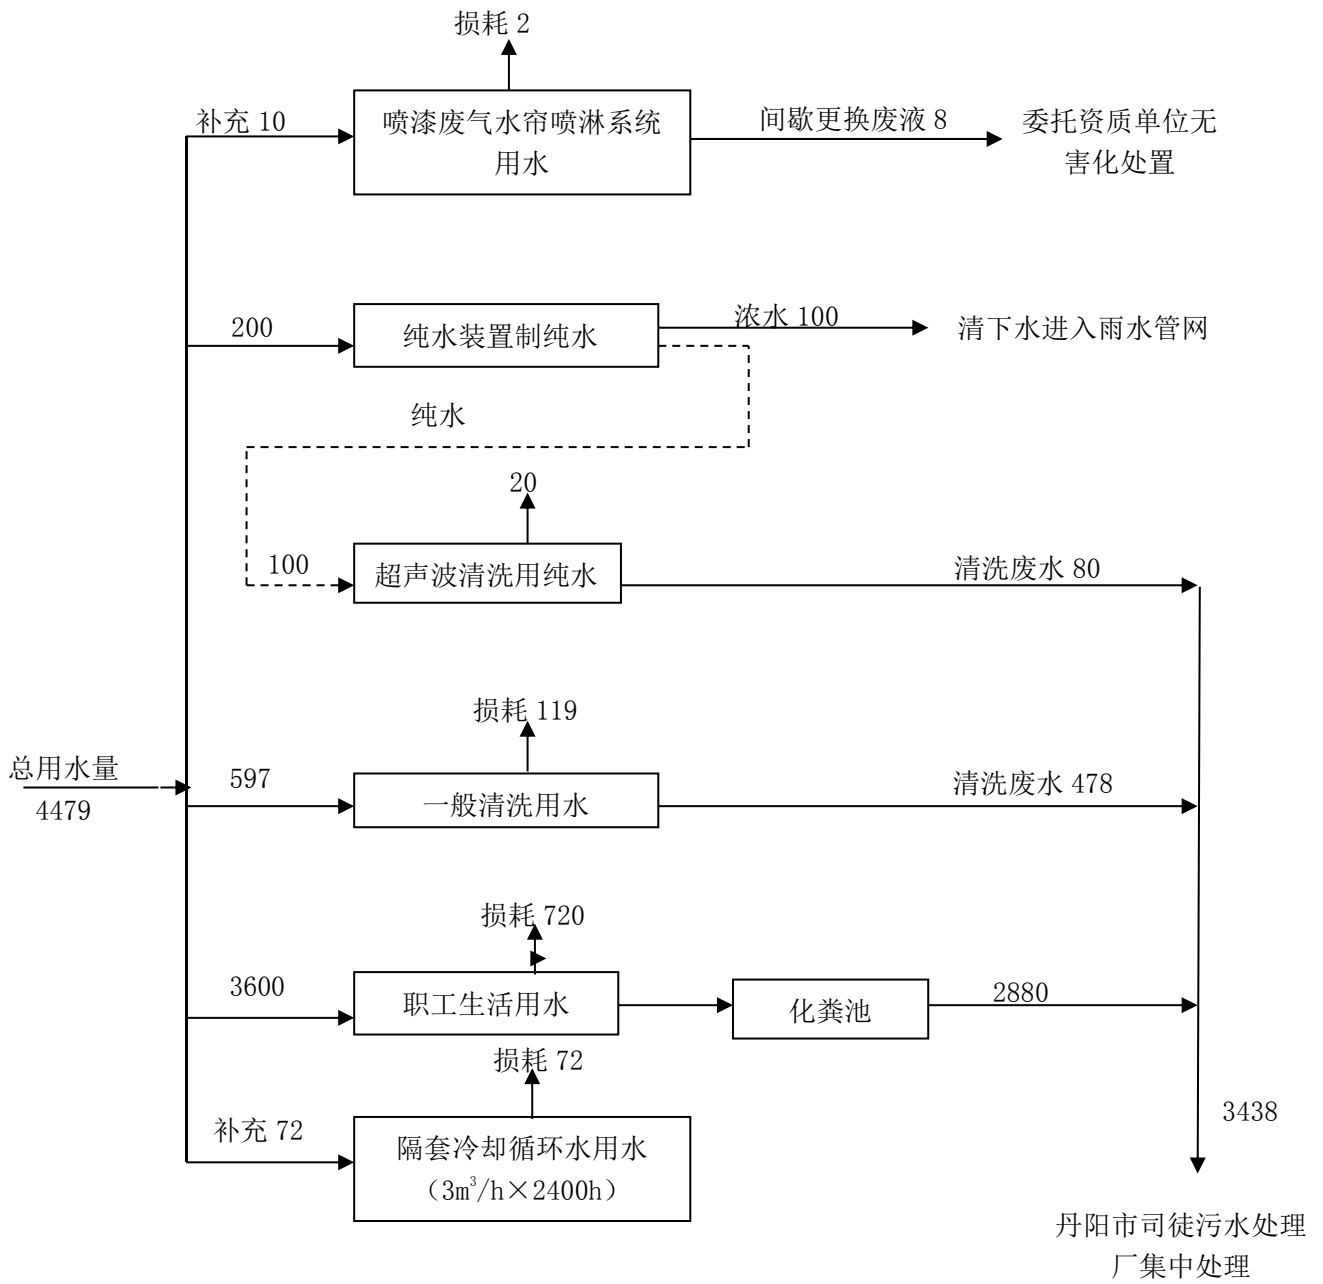 损耗 2
补充 10
喷漆废气水帘喷淋系统
用水
间歇更换废液 8
委托资质单位无
害化处置
200
纯水装置制纯水
浓水 100
清下水进入雨水管网
纯水
20
100
超声波清洗用纯水
清洗废水 80
损耗 119
总用水量
4479
597
一般清洗用水
清洗废水 478
损耗 720
3600
职工生活用水
化粪池
2880
损耗 72
补充 72
隔套冷却循环水用水
（3m³/h×2400h）
3438
丹阳市司徒污水处理
厂集中处理